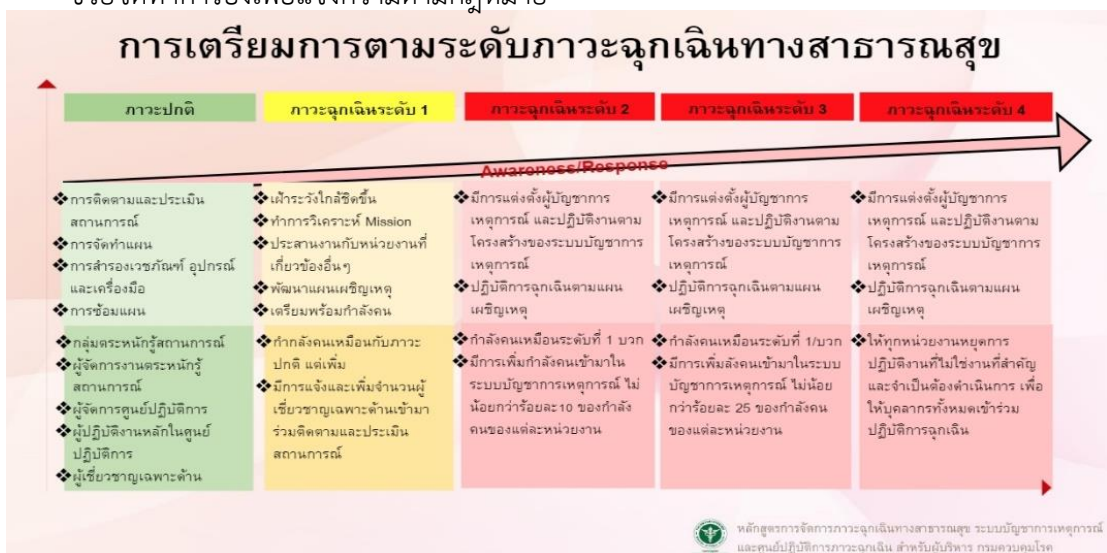 การเตรียมการตามระดับภาวะฉุกเฉินทางสาธารณสุข
ภาวะปกติ
ภาวะฉุกเฉินระดับ 1
ภาวะฉุกเฉินระดับ 2
ภาวะฉุกเฉินระดับ 3
ภาวะฉุกเฉินระดับ 4
Awareness/Response
❖การติดตามและประเมิน
สถานการณ์
❖การจัดทำแผน
❖การสำรองเวชภัณฑ์ อุปกรณ์
และเครื่องมือ
❖การซ้อมแผน
❖เฝ้าระวังใกล้ชิดขึ้น
❖ทำการวิเคราะห์ Mission
❖ประสานงานกับหน่วยงานที่
เกี่ยวข้องอื่นๆ
❖พัฒนาแผนเผชิญเหตุ
❖เตรียมพร้อมกำลังคน
❖มีการแต่งตั้งผู้บัญชาการ
เหตุการณ์ และปฏิบัติงานตาม
โครงสร้างของระบบบัญชาการ
เหตุการณ์
❖ปฏิบัติการฉุกเฉินตามแผน
เผชิญเหตุ
❖มีการแต่งตั้งผู้บัญชาการ
เหตุการณ์ และปฏิบัติงานตาม
โครงสร้างของระบบบัญชาการ
เหตุการณ์
❖ปฏิบัติการฉุกเฉินตามแผน
เผชิญเหตุ
❖มีการแต่งตั้งผู้บัญชาการ
เหตุการณ์ และปฏิบัติงานตาม
โครงสร้างของระบบบัญชาการ
เหตุการณ์
❖ปฏิบัติการฉุกเฉินตามแผน
เผชิญเหตุ
❖กลุ่มตระหนักรู้สถานการณ์
❖ผู้จัดการงานตระหนักรู้
สถานการณ์
❖ผู้จัดการศูนย์ปฏิบัติการ
❖ผู้ปฏิบัติงานหลักในศูนย์
ปฏิบัติการ
❖ผู้เชี่ยวชาญเฉพาะด้าน
❖กำลังคนเหมือนกับภาวะ
ปกติ แต่เพิ่ม
❖มีการแจ้งและเพิ่มจำนวนผู้
เชี่ยวชาญเฉพาะด้านเข้ามา
ร่วมติดตามและประเมิน
สถานการณ์
❖กำลังคนเหมือนระดับที่ 1 บวก
❖มีการเพิ่มกำลังคนเข้ามาใน
ระบบบัญชาการเหตุการณ์ ไม่
น้อยกว่าร้อยละ10 ของกำลัง
คนของแต่ละหน่วยงาน
❖กำลังคนเหมือนระดับที่ 1/บวก
❖มีการเพิ่มลังคนเข้ามาในระบบ
บัญชาการเหตุการณ์ ไม่น้อย
กว่าร้อยละ 25 ของกำลังคน
ของแต่ละหน่วยงาน
❖ให้ทุกหน่วยงานหยุดการ
ปฏิบัติงานที่ไม่ใช่งานที่สำคัญ
และจำเป็นต้องดำเนินการ เพื่อ
ให้บุคลากรทั้งหมดเข้าร่วม
ปฏิบัติการฉุกเฉิน
หลักสูตรการจัดการภาวะฉุกเฉินทางสาธารณสุข ระบบบัญชาการเหตุการณ์
และศูนย์ปฏิบัติการภาวะฉุกเฉิน สำหรับผู้บริหาร กรมควบคุมโรค